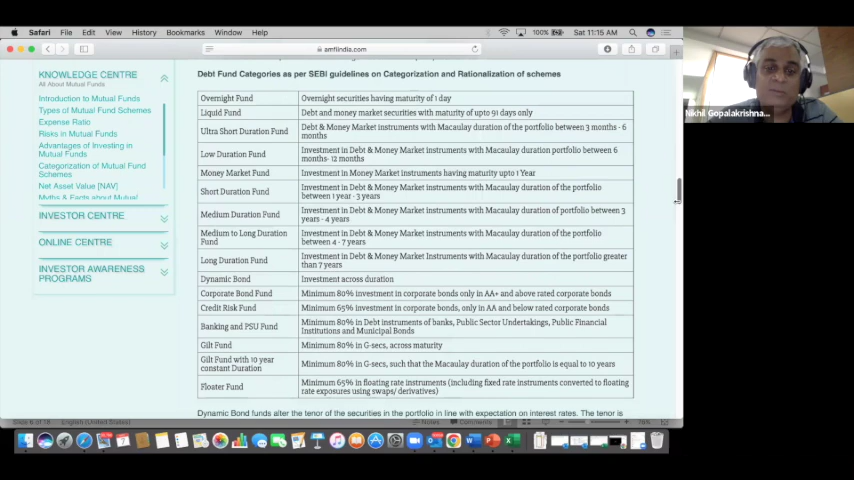 Safari File Edit View History Bookmarks Window Help
100%
Sat 11:15 AM
amfiindia.com
KNOWLEDGE CENTRE
All About Mutual Funds
Introduction to Mutual Funds
Types of Mutual Fund Schemes
Expense Ratio
Risks in Mutual Funds
Advantages of Investing in
Mutual Funds
Categorization of Mutual Fund
Schemes
Net Asset Value [NAV]
Myths & Facts about Mutual
INVESTOR CENTRE
ONLINE CENTRE
INVESTOR AWARENESS
PROGRAMS
Debt Fund Categories as per SEBI guidelines on Categorization and Rationalization of schemes
Overnight Fund Overnight securities having maturity of 1 day
Liquid Fund Debt and money market securities with maturity of upto 91 days only
Ultra Short Duration Fund Debt & Money Market instruments with Macaulay duration of the portfolio between 3 months - 6
months
Low Duration Fund Investment in Debt & Money Market instruments with Macaulay duration portfolio between 6
months- 12 months
Money Market Fund Investment in Money Market instruments having maturity upto 1 Year
Short Duration Fund Investment in Debt & Money Market instruments with Macaulay duration of the portfolio
between 1 year - 3 years
Medium Duration Fund Investment in Debt & Money Market instruments with Macaulay duration of portfolio between 3
years - 4 years
Medium to Long Duration Investment in Debt & Money Market instruments with Macaulay duration of the portfolio
Fund between 4 - 7 years
Long Duration Fund Investment in Debt & Money Market Instruments with Macaulay duration of the portfolio greater
than 7 years
Dynamic Bond Investment across duration
Corporate Bond Fund Minimum 80% investment in corporate bonds only in AA+ and above rated corporate bonds
Credit Risk Fund Minimum 65% investment in corporate bonds, only in AA and below rated corporate bonds
Banking and PSU Fund Minimum 80% in Debt instruments of banks, Public Sector Undertakings, Public Financial
Institutions and Municipal Bonds
Gilt Fund Minimum 80% in G-secs, across maturity
Gilt Fund with 10 year
constant Duration Minimum 80% in G-secs, such that the Macaulay duration of the portfolio is equal to 10 years
Floater Fund Minimum 65% in floating rate instruments (including fixed rate instruments converted to floating
rate exposures using swaps/ derivatives)
Dynamic Bond funds alter the tenor of the securities in the portfolio in line with expectation on interest rates. The tenor is
Slide 6 of 18 English (United States) Notes Comments 76%
Nikhil Gopalakrishna...